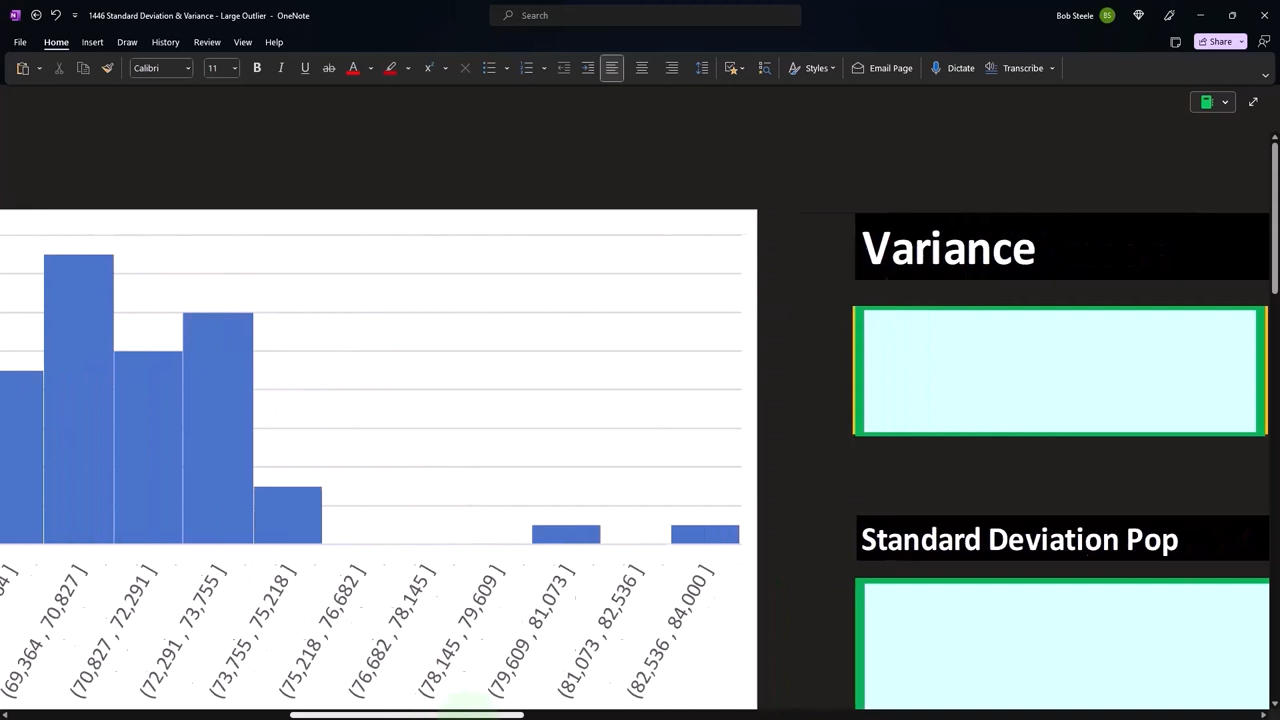 1446 Standard Deviation & Variance - Large Outlier - OneNote
Search
Bob Steele
BS
File
Home
Insert
Draw
History
Review
View
Help
Share
Calibri
11
B
I
U
ab
A
Styles
Email Page
Dictate
Transcribe
Variance
Standard Deviation Pop
(69,364 , 70,827 ]
(70,827 , 72,291 ]
(72,291 , 73,755 ]
(73,755 , 75,218 ]
(75,218 , 76,682 ]
(76,682 , 78,145 ]
(78,145 , 79,609 ]
(79,609 , 81,073 ]
(81,073 , 82,536 ]
(82,536 , 84,000 ]